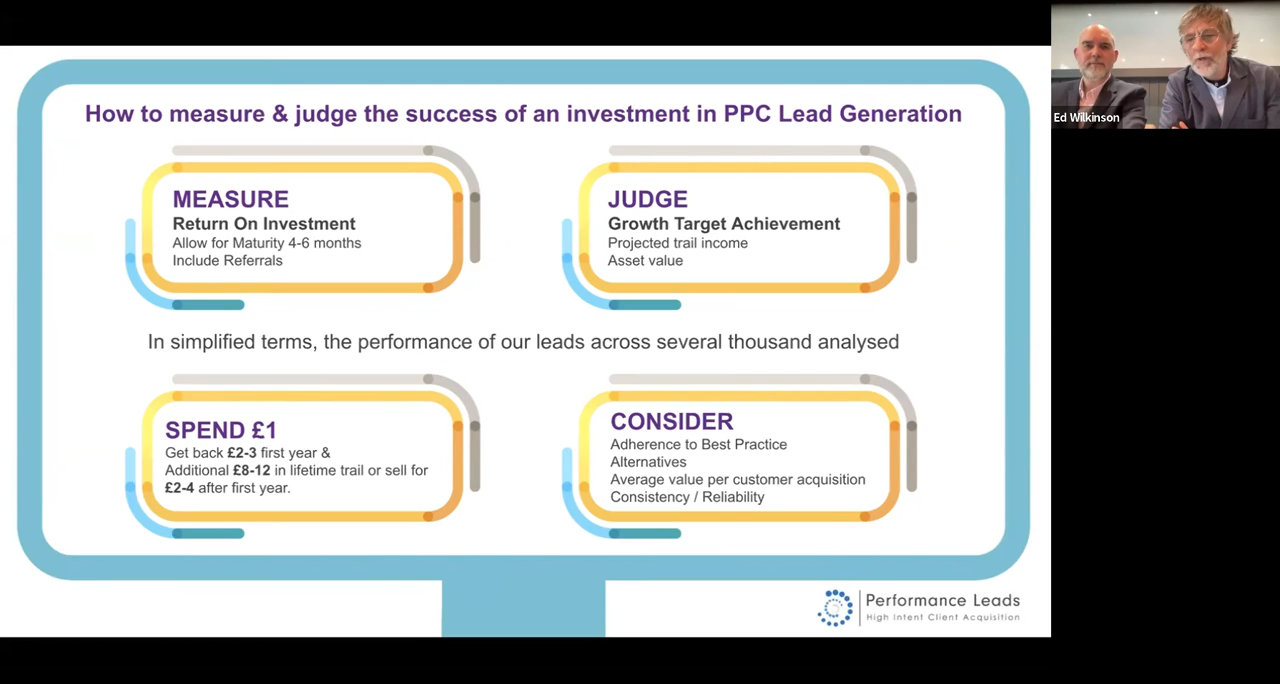 How to measure & judge the success of an investment in PPC Lead Generation
MEASURE
Return On Investment
Allow for Maturity 4-6 months
Include Referrals
JUDGE
Growth Target Achievement
Projected trail income
Asset value
In simplified terms, the performance of our leads across several thousand analysed
SPEND £1
Get back £2-3 first year &
Additional £8-12 in lifetime trail or sell for
£2-4 after first year.
CONSIDER
Adherence to Best Practice
Alternatives
Average value per customer acquisition
Consistency / Reliability
Performance Leads
High Intent Client Acquisition
Ed Wilkinson